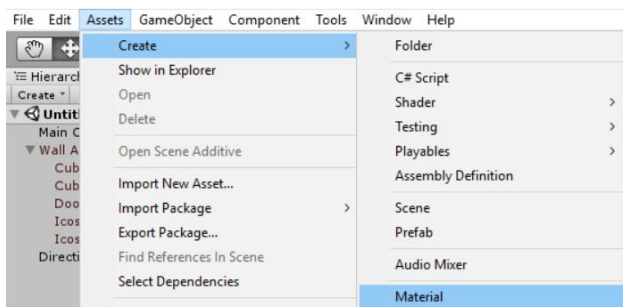 File Edit Assets GameObject Component Tools Window Help
Create
Folder
Show in Explorer
C# Script
Hierarc
Create
Open
Shader
Untit
Delete
Testing
Main C
Playables
Wall A
Open Scene Additive
Cub
Assembly Definition
Cub
Import New Asset...
Doo
Import Package
Scene
Icos
Export Package...
Prefab
Icos
Directi
Find References In Scene
Audio Mixer
Select Dependencies
Material